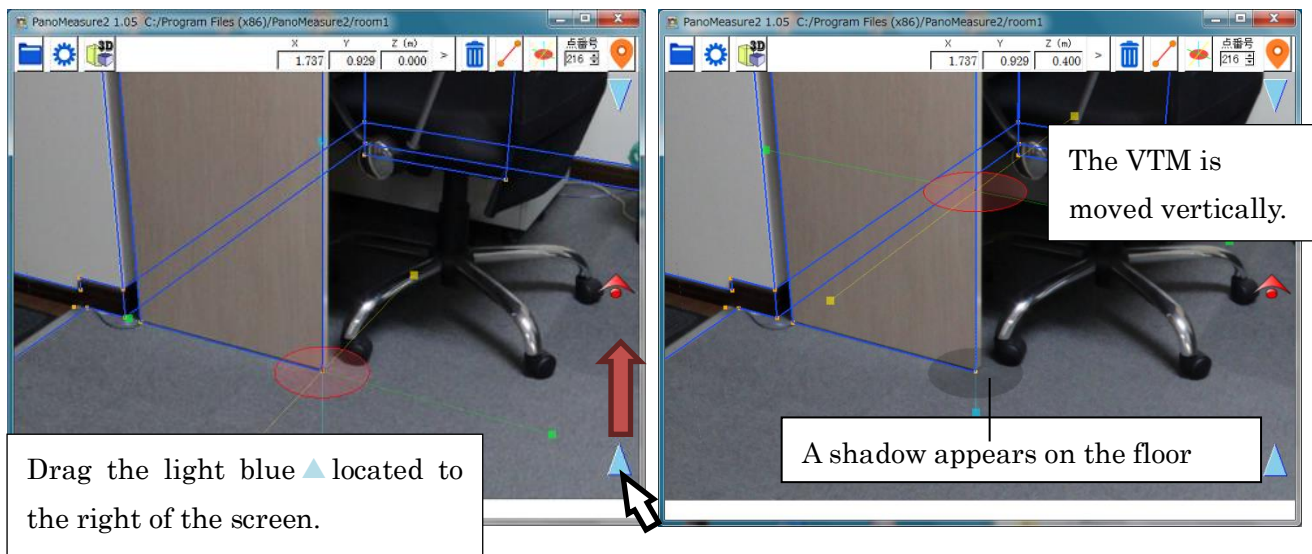 PanoMeasure2 1.05 C:/Program Files (x86)/PanoMeasure2/room1
3D
X Y Z (m)
1.737 0.929 0.000 >
点番号
216
Drag the light blue ▲ located to
the right of the screen.
PanoMeasure2 1.05 C:/Program Files (x86)/PanoMeasure2/room1
3D
X Y Z (m)
1.737 0.929 0.400 >
点番号
216
The VTM is
moved vertically.
A shadow appears on the floor